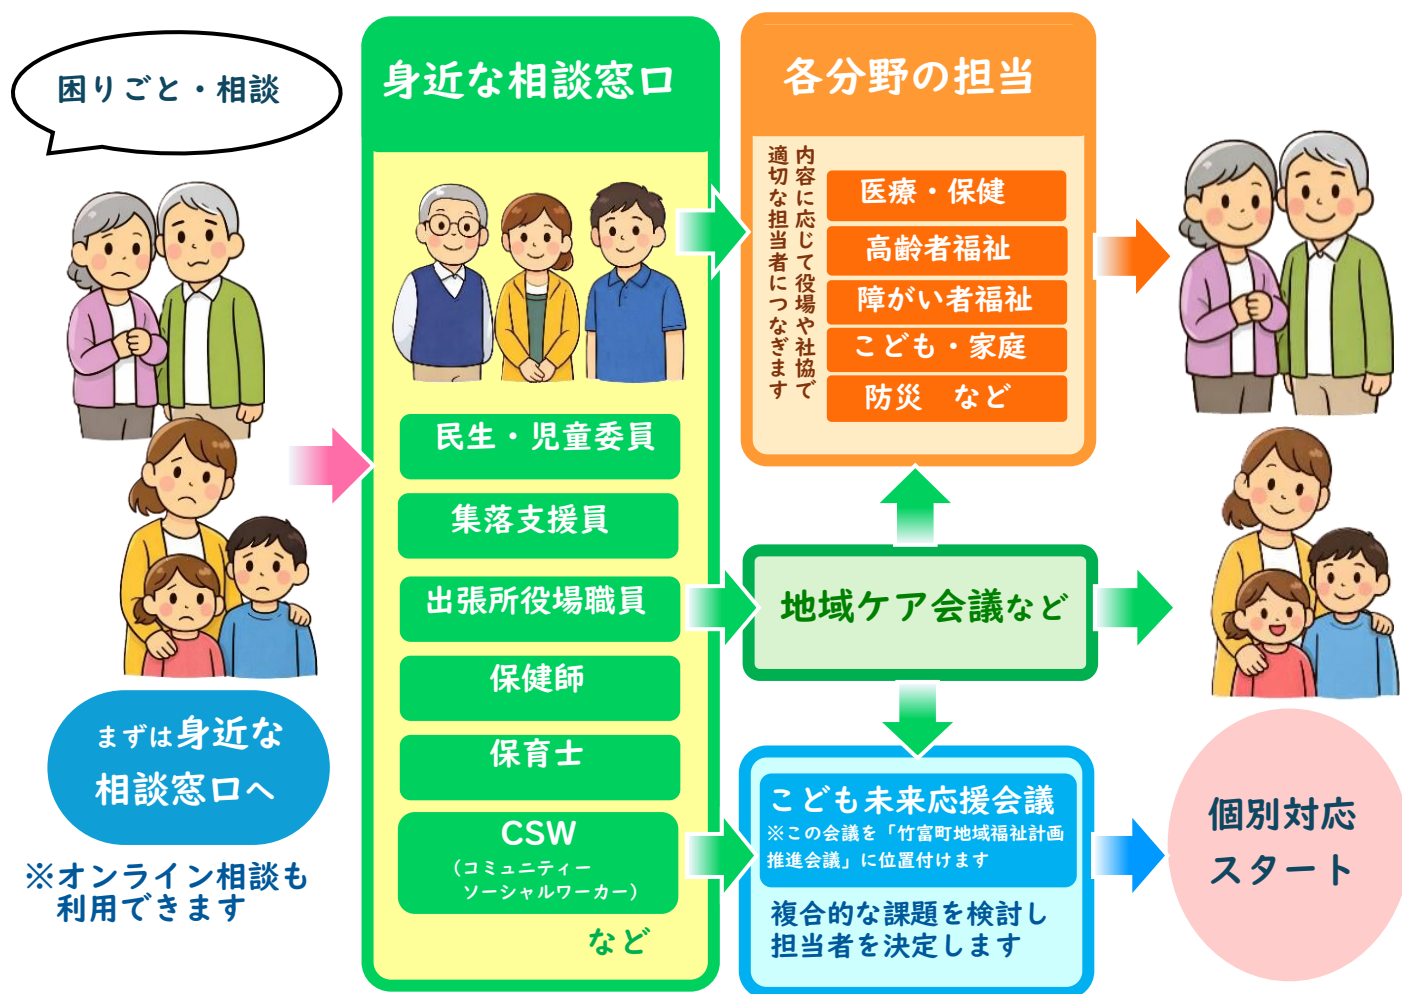 困りごと・相談
まずは身近な
相談窓口へ
※オンライン相談も
利用できます
身近な相談窓口
民生・児童委員
集落支援員
出張所役場職員
保健師
保育士
CSW
（コミュニティー
ソーシャルワーカー）
など
各分野の担当
内容に応じて役場や社協で
適切な担当者につなぎます
医療・保健
高齢者福祉
障がい者福祉
こども・家庭
防災　など
地域ケア会議など
こども未来応援会議
※この会議を「竹富町地域福祉計画
推進会議」に位置付けます
複合的な課題を検討し
担当者を決定します
個別対応
スタート